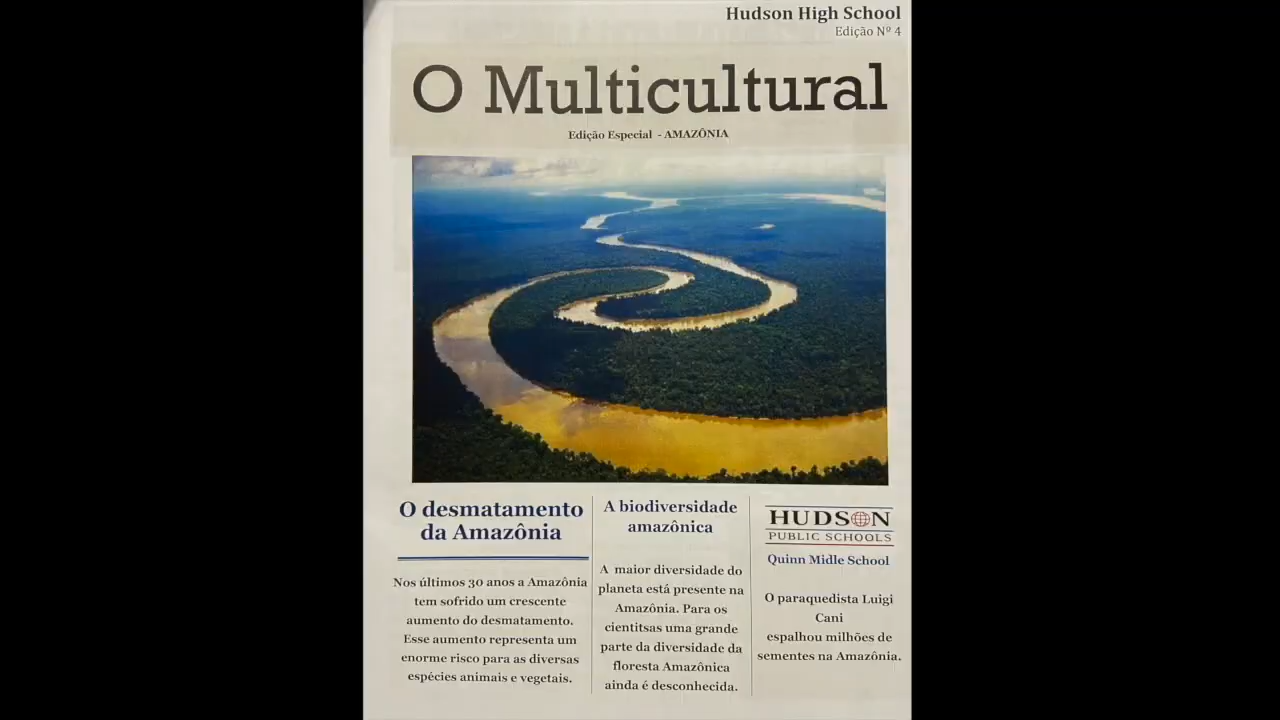 Hudson High School
Edição Nº 4
O Multicultural
Edição Especial - AMAZÔNIA
O desmatamento
da Amazônia
Nos últimos 30 anos a Amazônia
tem sofrido um crescente
aumento do desmatamento.
Esse aumento representa um
enorme risco para as diversas
espécies animais e vegetais.
A biodiversidade
amazônica
A maior diversidade do
planeta está presente na
Amazônia. Para os
cientitsas uma grande
parte da diversidade da
floresta Amazônica
ainda é desconhecida.
HUDSON
PUBLIC SCHOOLS
Quinn Midle School
O paraquedista Luigi
Cani
espalhou milhões de
sementes na Amazônia.